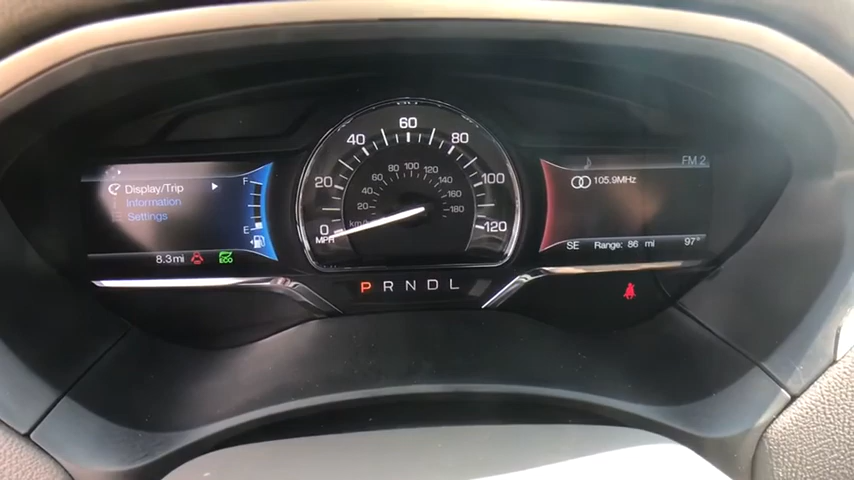 Display/Trip
Information
Settings
F
E
8.3 mi
ECO
0
20
40
60
80
100
120
MPH
km/h
20
40
60
80
100
120
140
160
180
P R N D L
FM 2
105.9MHz
SE Range: 86 mi 97°